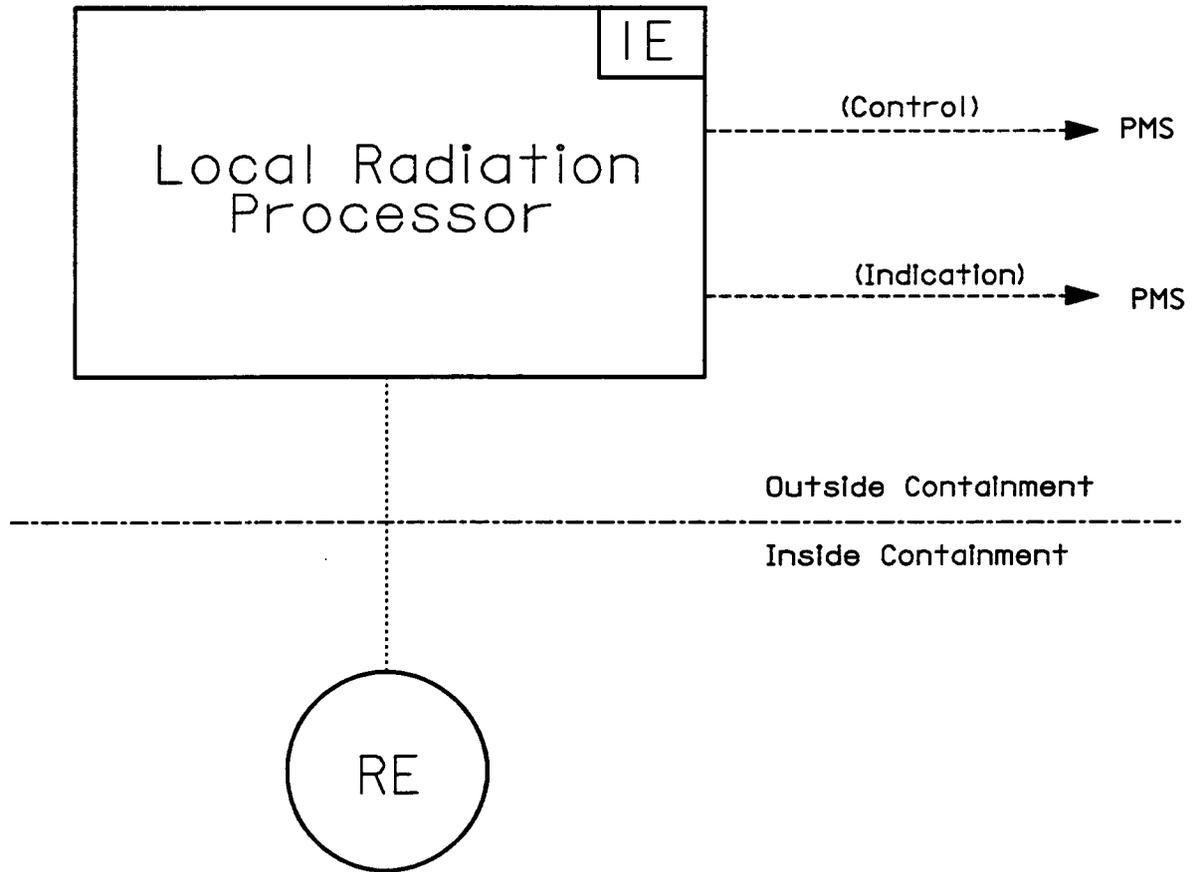 IE
(Control)
PMS
Local Radiation
Processor
(Indication)
PMS
Outside Containment
Inside Containment
RE